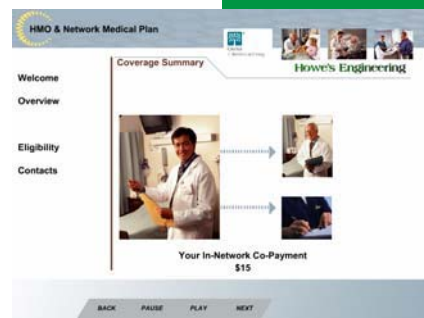 HMO & Network Medical Plan
Howe's Engineering
Coverage Summary
Welcome
Overview
Eligibility
Contacts
Your In-Network Co-Payment
$15
BACK PAUSE PLAY NEXT